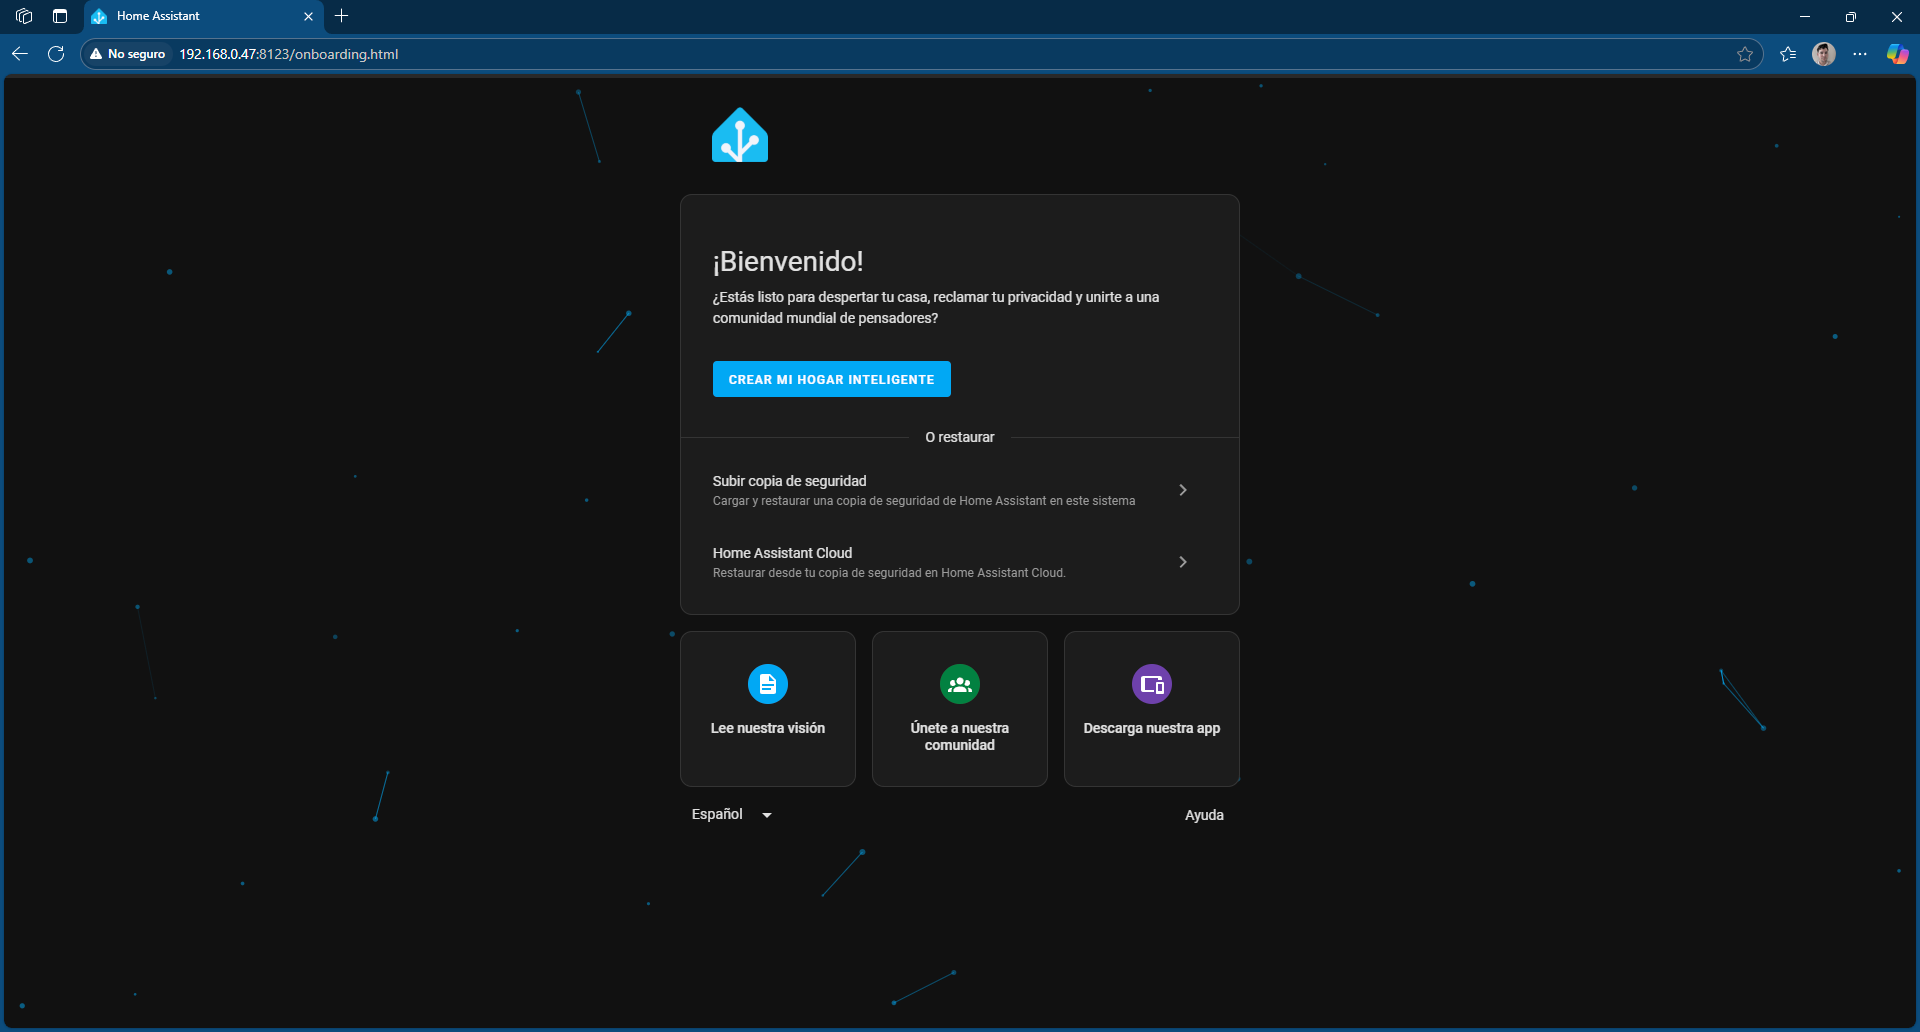 Home Assistant
No seguro 192.168.0.47:8123/onboarding.html
¡Bienvenido!
¿Estás listo para despertar tu casa, reclamar tu privacidad y unirte a una
comunidad mundial de pensadores?
CREAR MI HOGAR INTELIGENTE
O restaurar
Subir copia de seguridad
Cargar y restaurar una copia de seguridad de Home Assistant en este sistema
Home Assistant Cloud
Restaurar desde tu copia de seguridad en Home Assistant Cloud.
Lee nuestra visión
Únete a nuestra
comunidad
Descarga nuestra app
Español
Ayuda